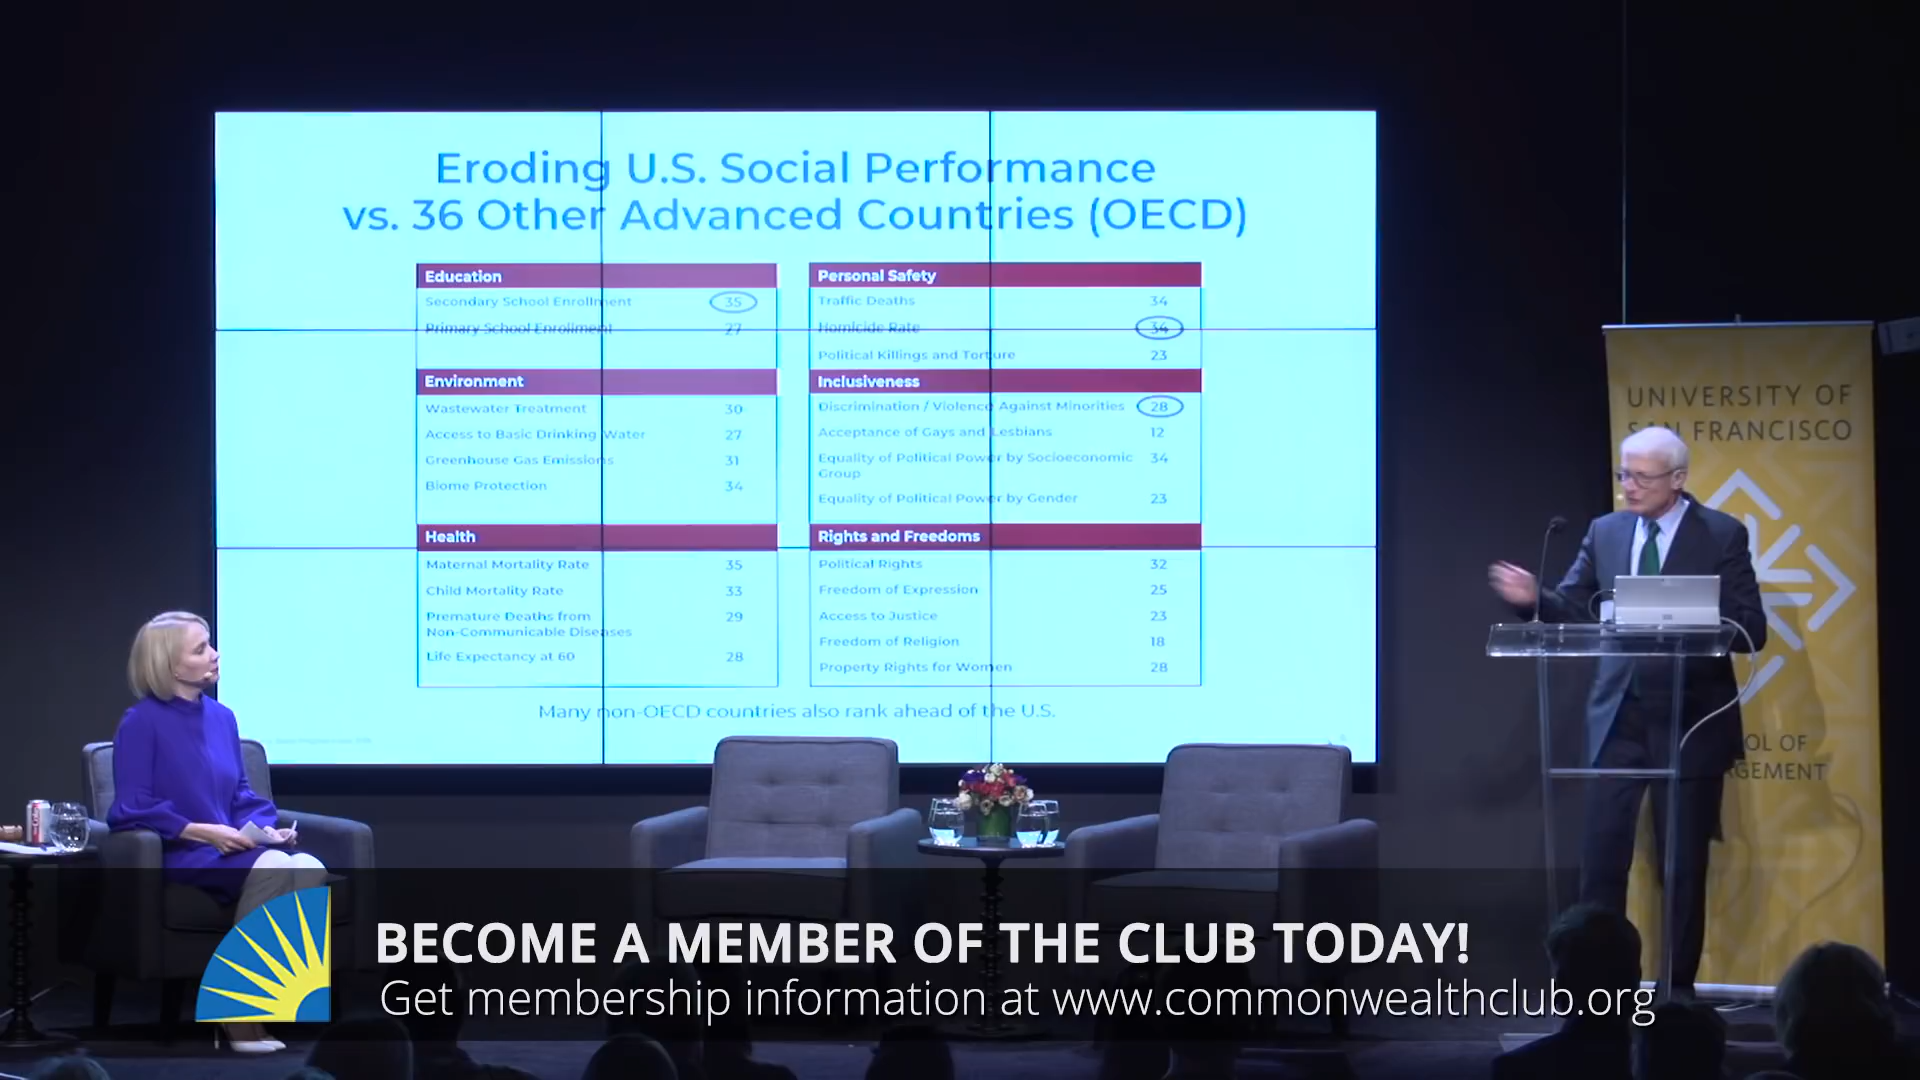 Eroding U.S. Social Performance
vs. 36 Other Advanced Countries (OECD)
Education
Secondary School Enrollment 35
Primary School Enrollment 27
Environment
Wastewater Treatment 30
Access to Basic Drinking Water 27
Greenhouse Gas Emissions 31
Biome Protection 34
Health
Maternal Mortality Rate 35
Child Mortality Rate 33
Premature Deaths from 29
Non-Communicable Diseases
Life Expectancy at 60 28
Personal Safety
Traffic Deaths 34
Homicide Rate 34
Political Killings and Torture 23
Inclusiveness
Discrimination / Violence Against Minorities 28
Acceptance of Gays and Lesbians 12
Equality of Political Power by Socioeconomic 34
Group
Equality of Political Power by Gender 23
Rights and Freedoms
Political Rights 32
Freedom of Expression 25
Access to Justice 23
Freedom of Religion 18
Property Rights for Women 28
Many non-OECD countries also rank ahead of the U.S.
UNIVERSITY OF
SAN FRANCISCO
OL OF
GEMENT
BECOME A MEMBER OF THE CLUB TODAY!
Get membership information at www.commonwealthclub.org